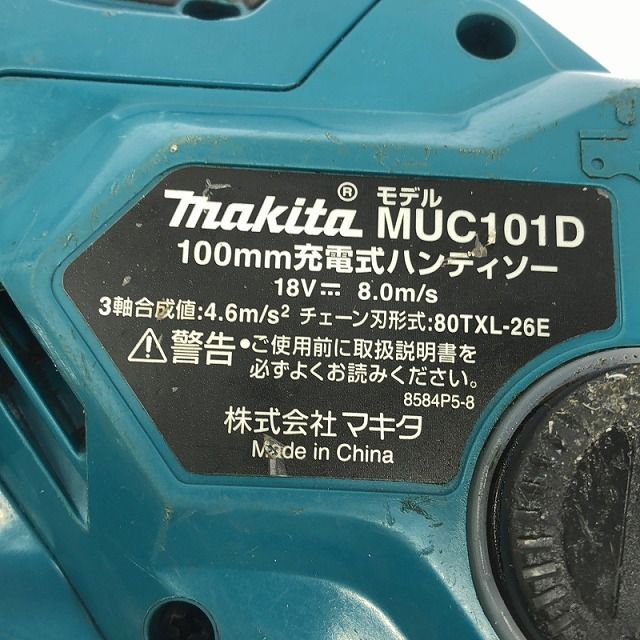 makita® モデル MUC101D
100mm充電式ハンディソー
18V⎓ 8.0m/s
3軸合成値:4.6m/s² チェーン刃形式:80TXL-26E
⚠警告 •ご使用前に取扱説明書を
必ずよくお読みください。
8584P5-8
株式会社マキタ
Made in China